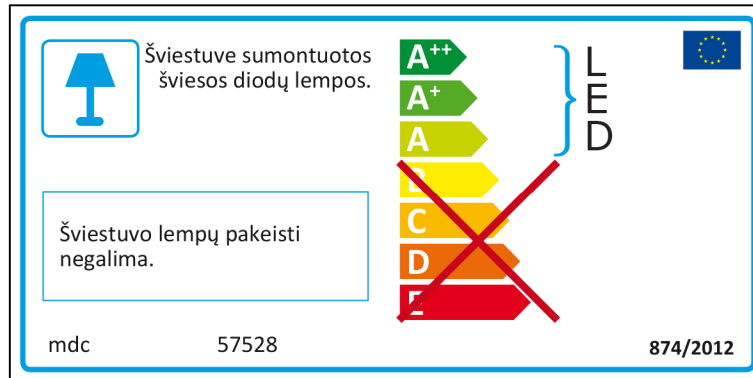 Šviestuve sumontuotos
šviesos diodų lempos.
A++
A+
A
B
C
D
E
L
E
D
Šviestuvo lempų pakeisti
negalima.
mdc 57528
874/2012